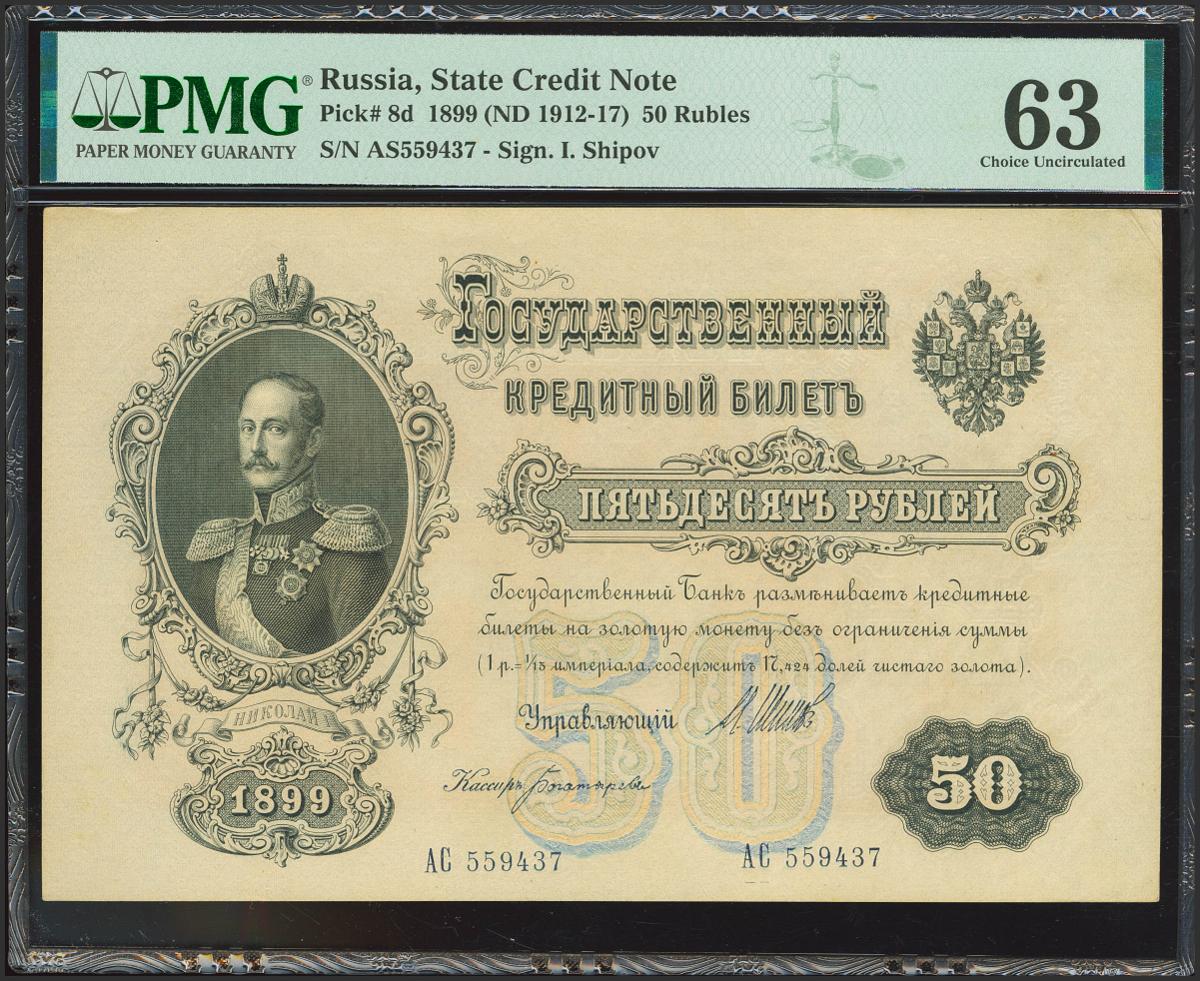 PMG®
PAPER MONEY GUARANTY
Russia, State Credit Note
Pick# 8d 1899 (ND 1912-17) 50 Rubles
S/N AS559437 - Sign. I. Shipov
63
Choice Uncirculated
Государственный
кредитный билетъ
пятьдесятъ рублей
Государственный Банкъ размѣниваетъ кредитные
билеты на золотую монету безъ ограниченія суммы
(1 р.=1/15 имперіала, содержитъ 17,424 долей чистаго золота).
Управляющій
Кассиръ
50
НИКОЛАЙ I
1899
50
АС 559437
АС 559437